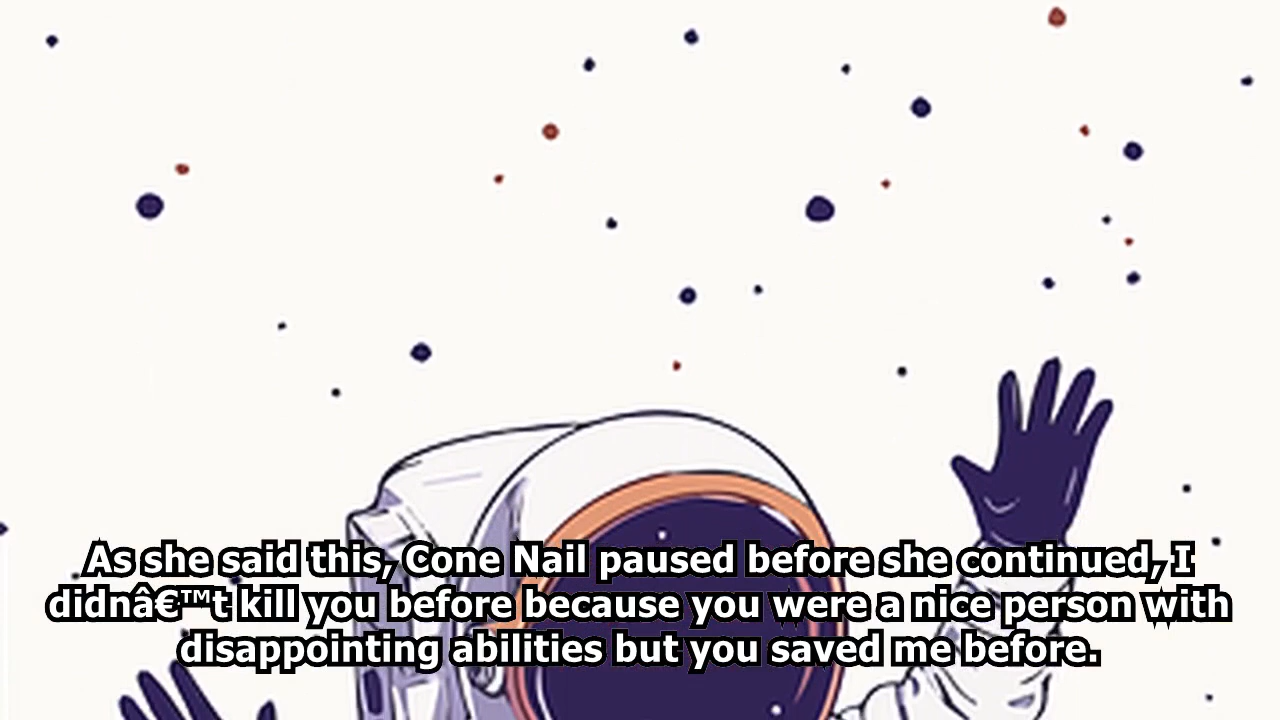 As she said this, Cone Nail paused before she continued, I
didnâ€™t kill you before because you were a nice person with
disappointing abilities but you saved me before.